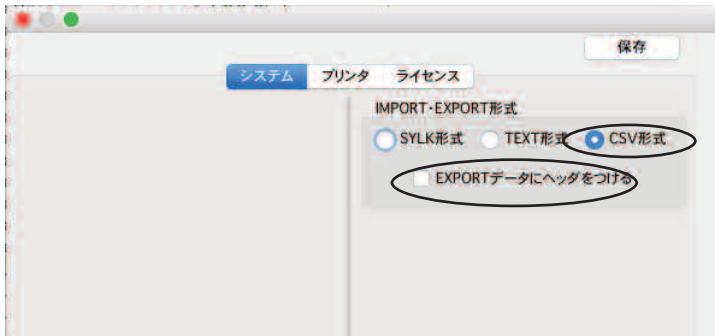 保存
システム プリンタ ライセンス
IMPORT・EXPORT形式
SYLK形式 TEXT形式 CSV形式
EXPORTデータにヘッダをつける